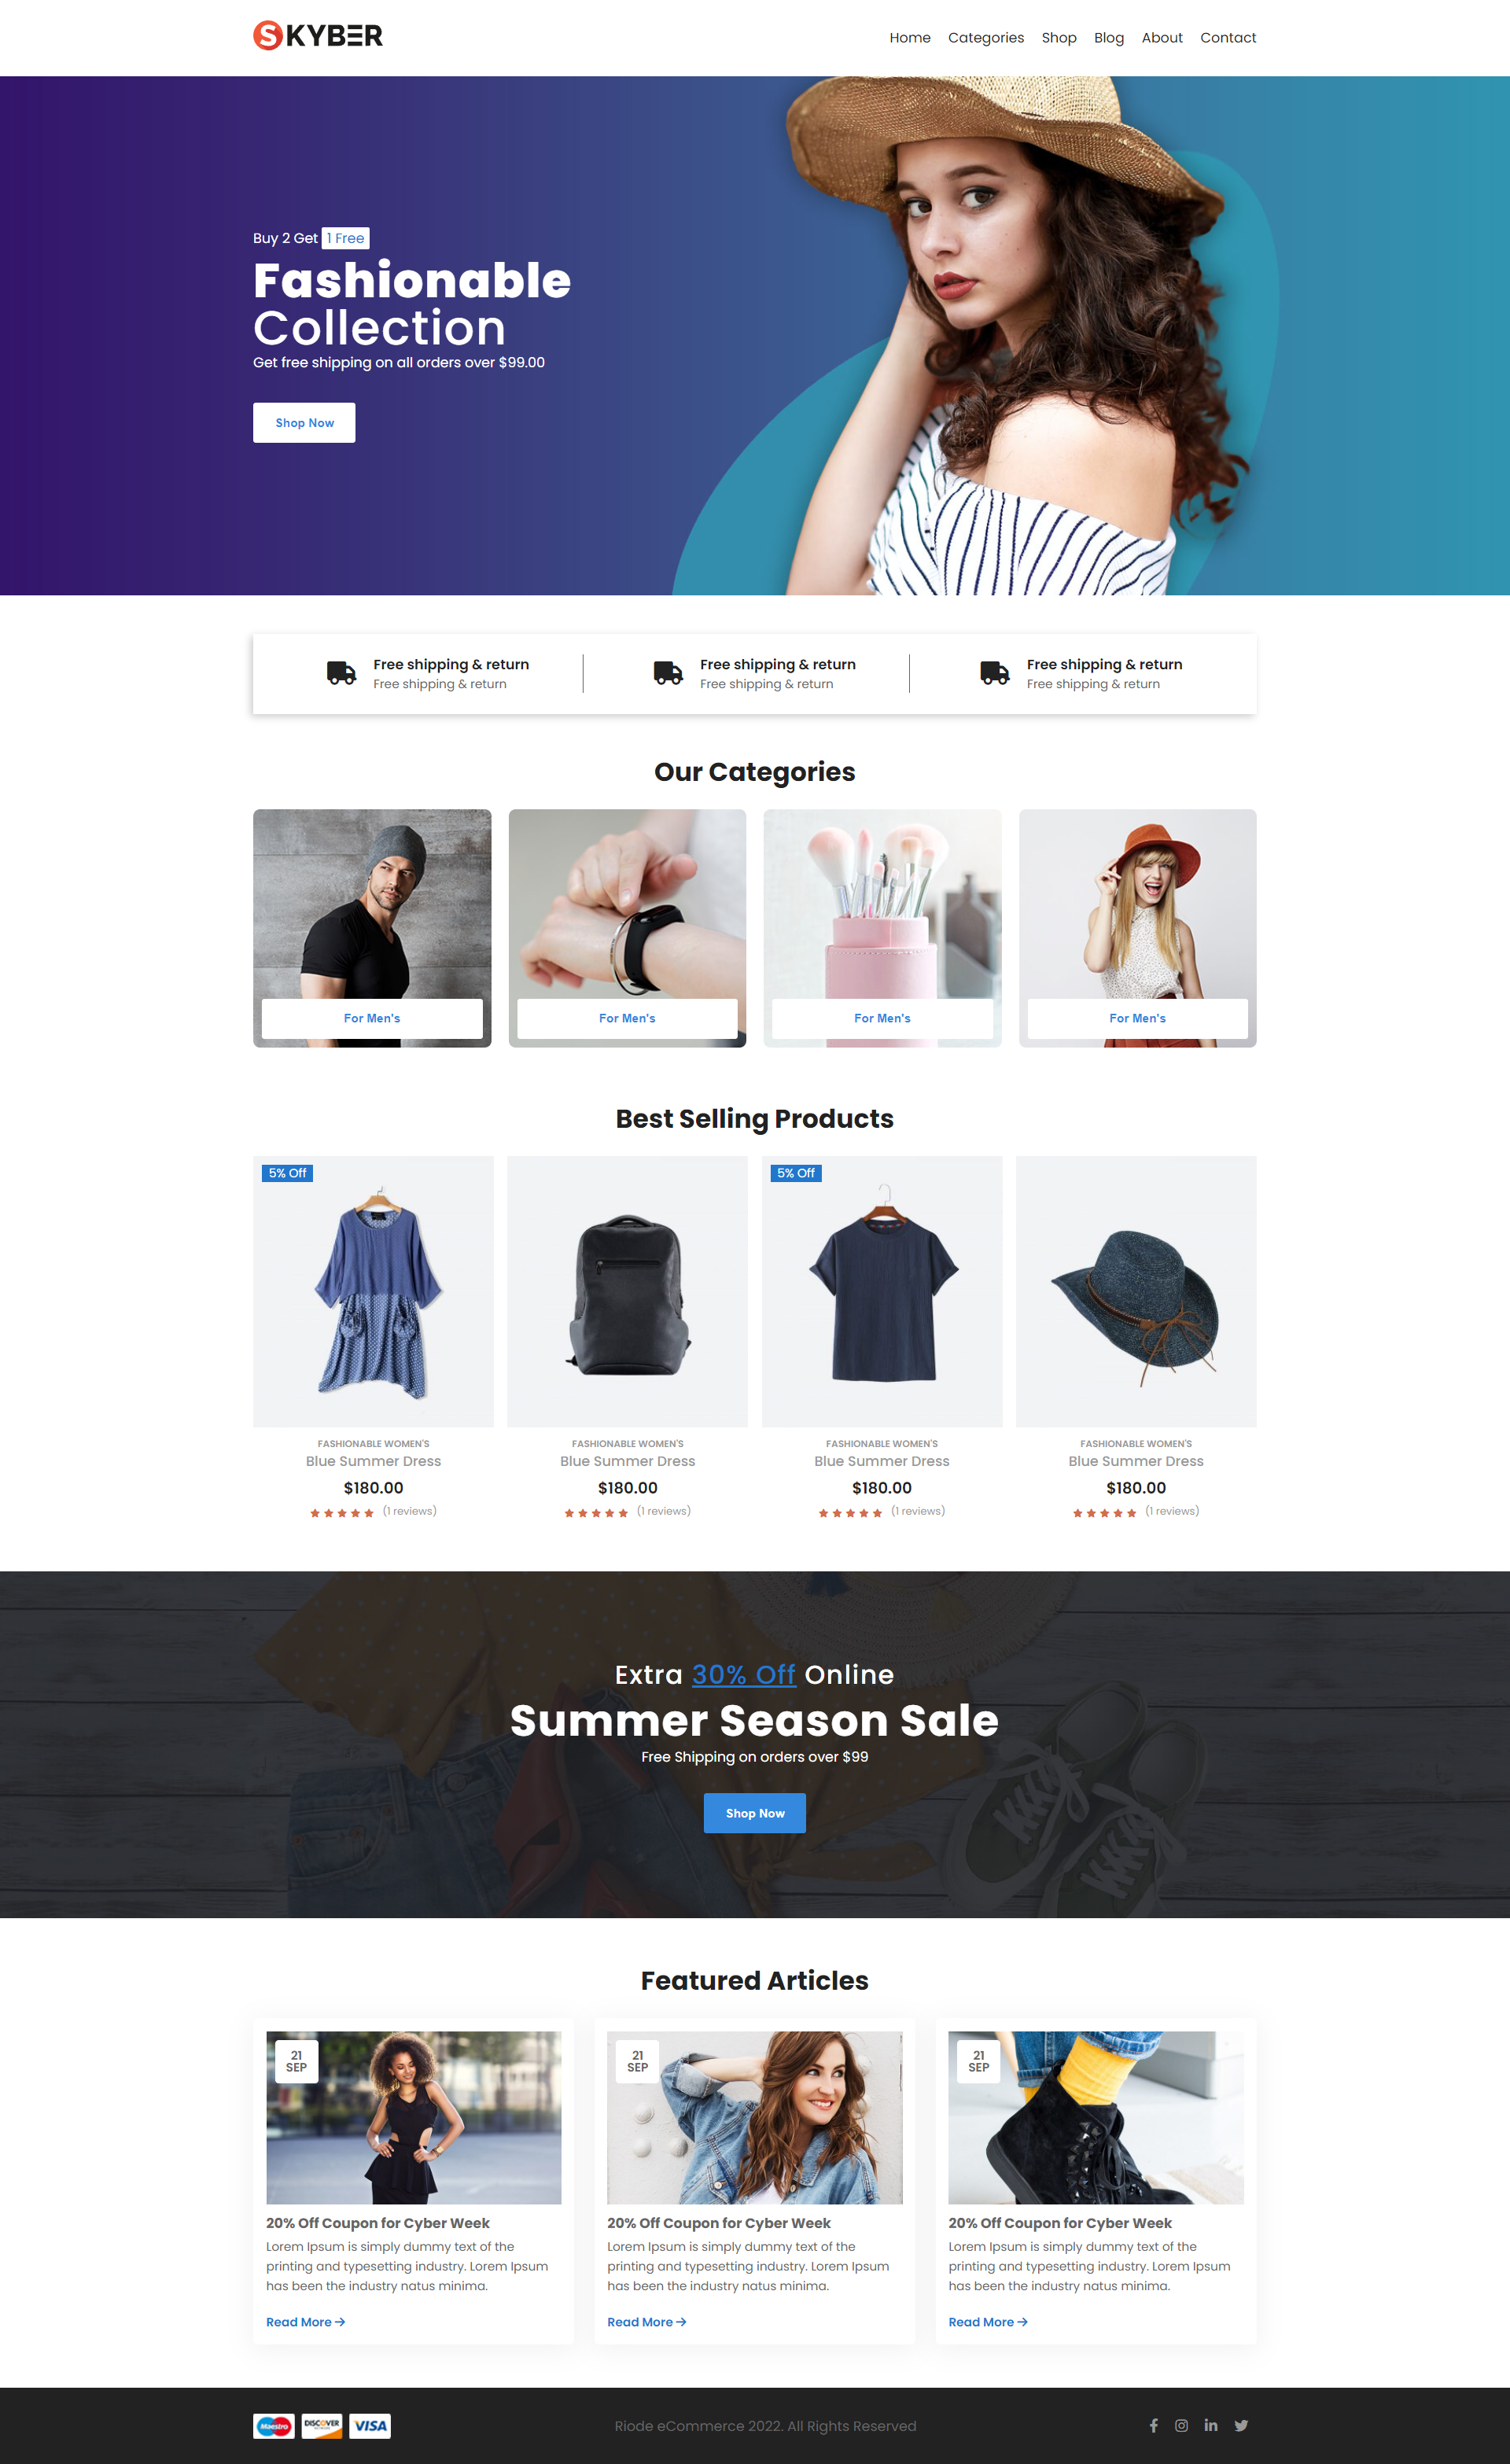 SKYBER
Home Categories Shop Blog About Contact
Buy 2 Get 1 Free
Fashionable
Collection
Get free shipping on all orders over $99.00
Shop Now
Free shipping & return
Free shipping & return
Free shipping & return
Free shipping & return
Free shipping & return
Free shipping & return
Our Categories
For Men's
For Men's
For Men's
For Men's
Best Selling Products
5% Off
5% Off
FASHIONABLE WOMEN'S
Blue Summer Dress
$180.00
(1 reviews)
FASHIONABLE WOMEN'S
Blue Summer Dress
$180.00
(1 reviews)
FASHIONABLE WOMEN'S
Blue Summer Dress
$180.00
(1 reviews)
FASHIONABLE WOMEN'S
Blue Summer Dress
$180.00
(1 reviews)
Extra 30% Off Online
Summer Season Sale
Free Shipping on orders over $99
Shop Now
Featured Articles
21
SEP
20% Off Coupon for Cyber Week
Lorem Ipsum is simply dummy text of the
printing and typesetting industry. Lorem Ipsum
has been the industry natus minima.
Read More
21
SEP
20% Off Coupon for Cyber Week
Lorem Ipsum is simply dummy text of the
printing and typesetting industry. Lorem Ipsum
has been the industry natus minima.
Read More
21
SEP
20% Off Coupon for Cyber Week
Lorem Ipsum is simply dummy text of the
printing and typesetting industry. Lorem Ipsum
has been the industry natus minima.
Read More
Maestro
DISCOVER
VISA
Riode eCommerce 2022. All Rights Reserved